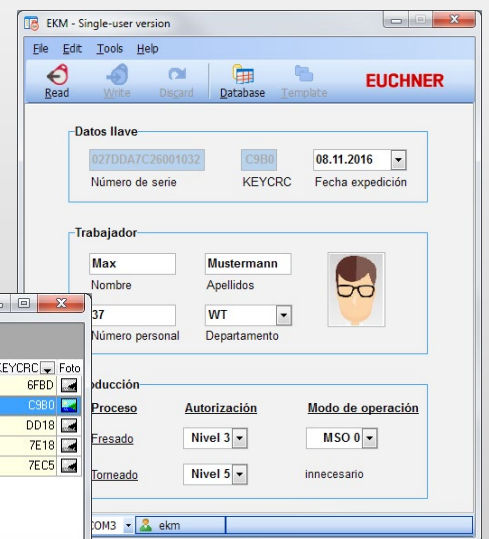 EKM - Single-user version
File Edit Tools Help
Read Write Discard Database Template EUCHNER
Datos llave
027DDA7C26001032 C9B0 08.11.2016
Número de serie KEYCRC Fecha expedición
Trabajador
Max Mustermann
Nombre Apellidos
37 WT
Número personal Departamento
KEYCRC Foto
6FBD
C9B0
DD18
7E18
7EC5
oducción
Proceso Autorización Modo de operación
Fresado Nivel 3 MSO 0
Torneado Nivel 5 innecesario
COM3 ekm